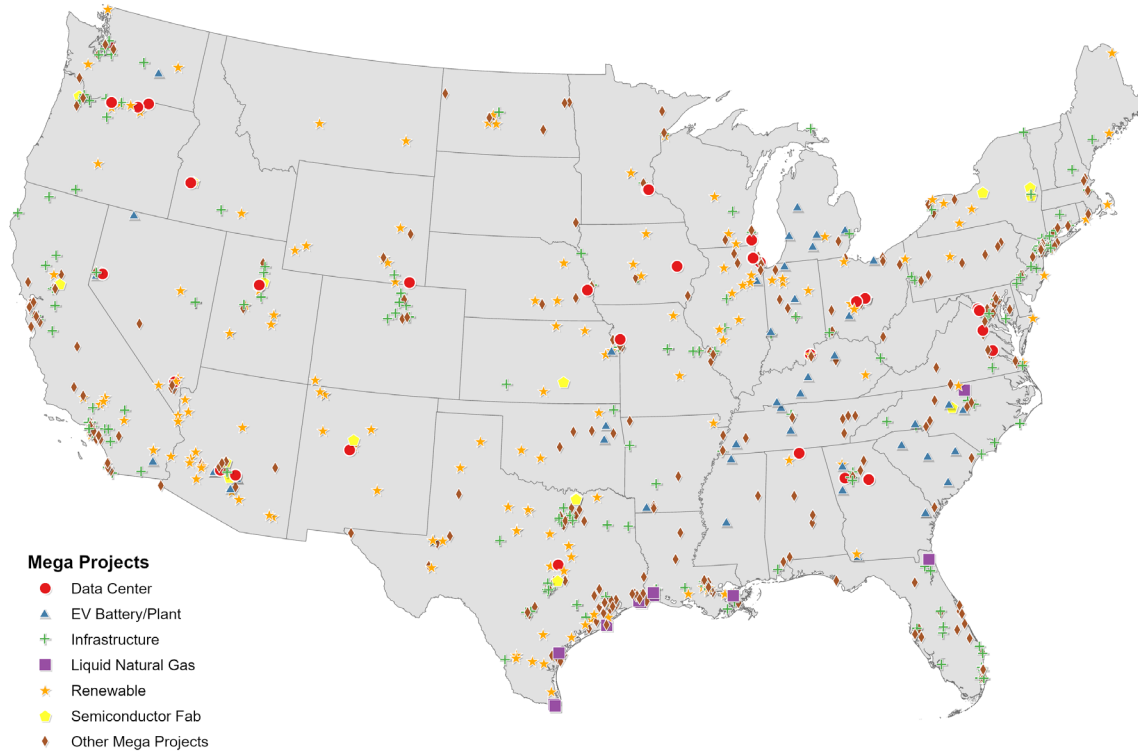 Mega Projects
Data Center
EV Battery/Plant
Infrastructure
Liquid Natural Gas
Renewable
Semiconductor Fab
Other Mega Projects